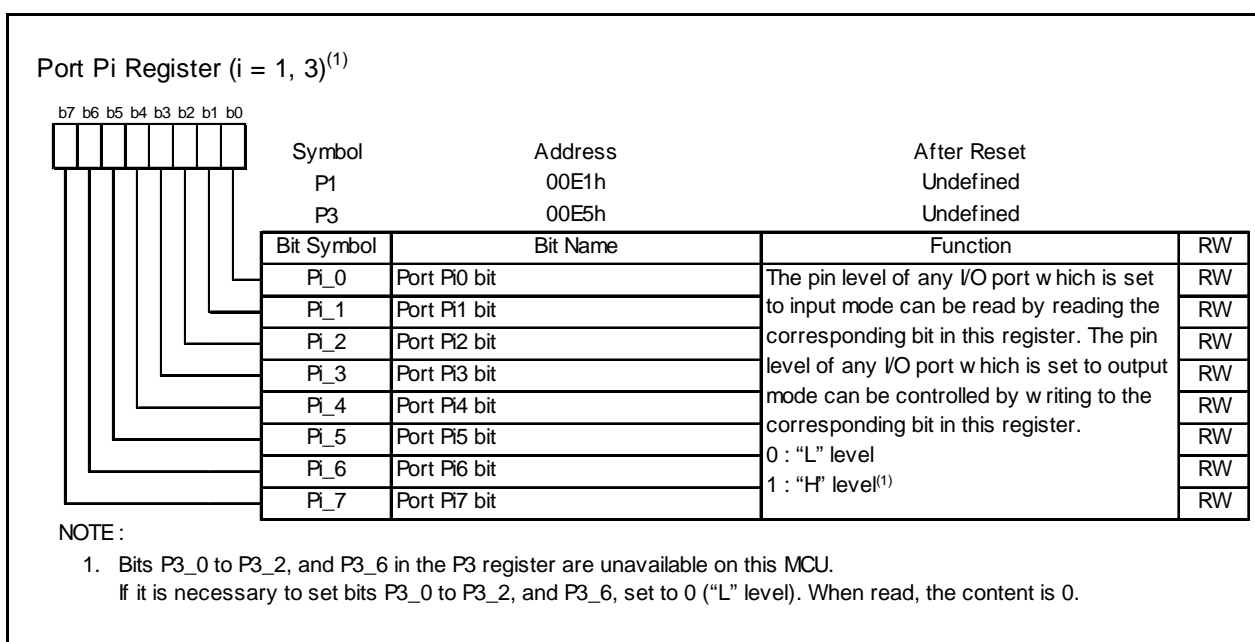 Port Pi Register (i = 1, 3)(1)
b7 b6 b5 b4 b3 b2 b1 b0
Symbol Address After Reset
P1 00E1h Undefined
P3 00E5h Undefined
Bit Symbol Bit Name Function RW
Pi_0 Port Pi0 bit The pin level of any I/O port which is set RW
Pi_1 Port Pi1 bit to input mode can be read by reading the RW
Pi_2 Port Pi2 bit corresponding bit in this register. The pin RW
Pi_3 Port Pi3 bit level of any I/O port which is set to output RW
Pi_4 Port Pi4 bit mode can be controlled by writing to the RW
Pi_5 Port Pi5 bit corresponding bit in this register. RW
Pi_6 Port Pi6 bit 0 : “L” level RW
Pi_7 Port Pi7 bit 1 : “H” level(1) RW
NOTE :
1. Bits P3_0 to P3_2, and P3_6 in the P3 register are unavailable on this MCU.
If it is necessary to set bits P3_0 to P3_2, and P3_6, set to 0 (“L” level). When read, the content is 0.